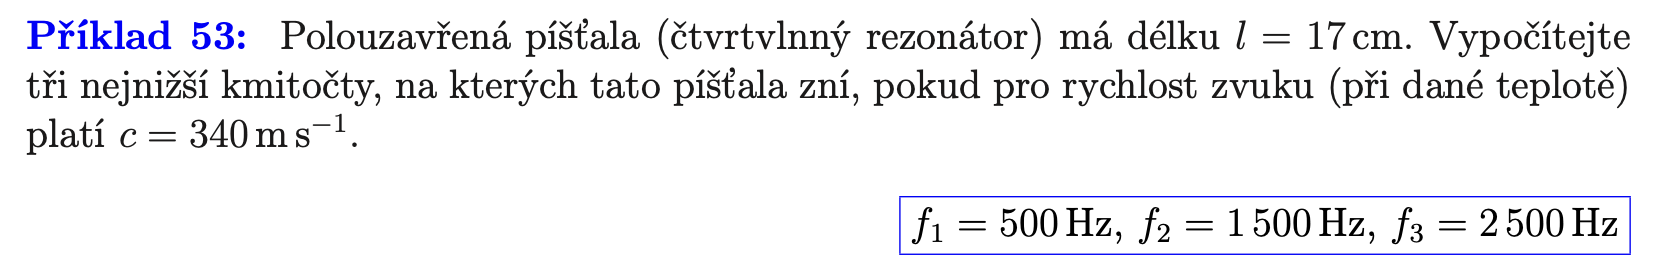 Příklad 53: Polouzavřená píšťala (čtvrtvlnný rezonátor) má délku l = 17 cm. Vypočítejte
tři nejnižší kmitočty, na kterých tato píšťala zní, pokud pro rychlost zvuku (při dané teplotě)
platí c = 340 m s⁻¹.
f₁ = 500 Hz, f₂ = 1 500 Hz, f₃ = 2 500 Hz